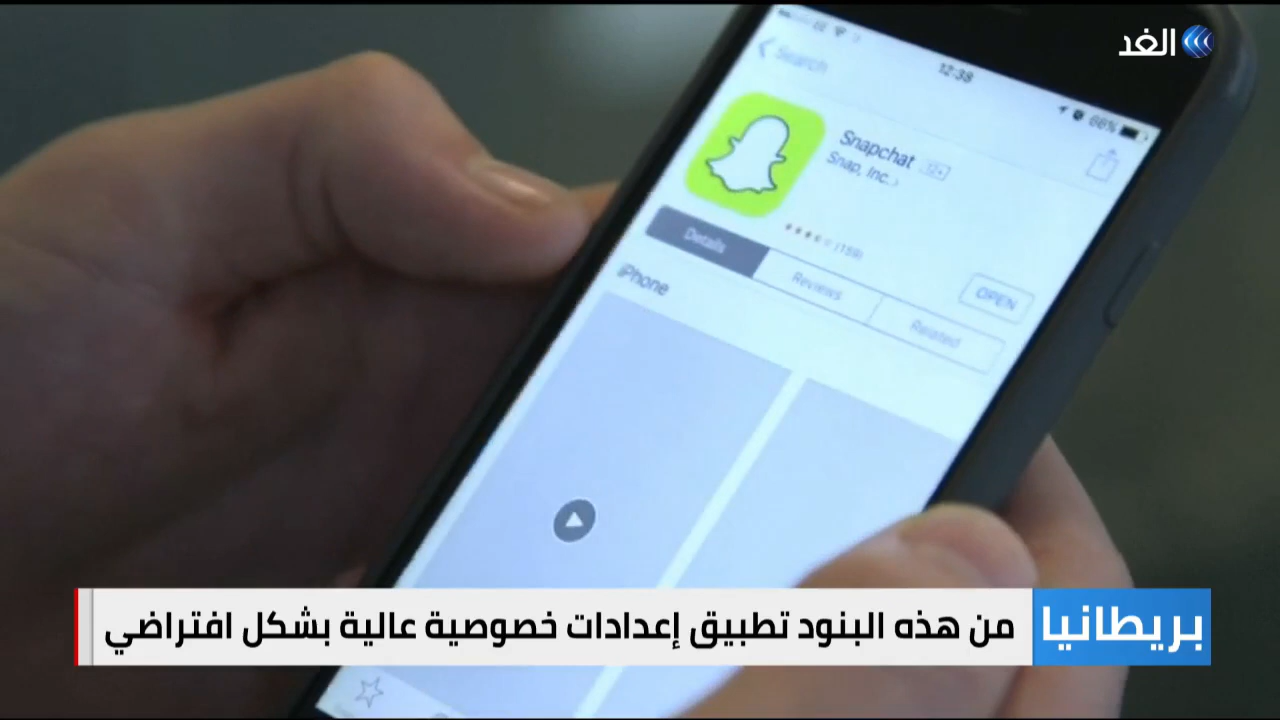 الغد
12:38
66%
Search
Snapchat 12+
Snap, Inc.
(159)
Details
Reviews
Related
OPEN
iPhone
بريطانيا
من هذه البنود تطبيق إعدادات خصوصية عالية بشكل افتراضي